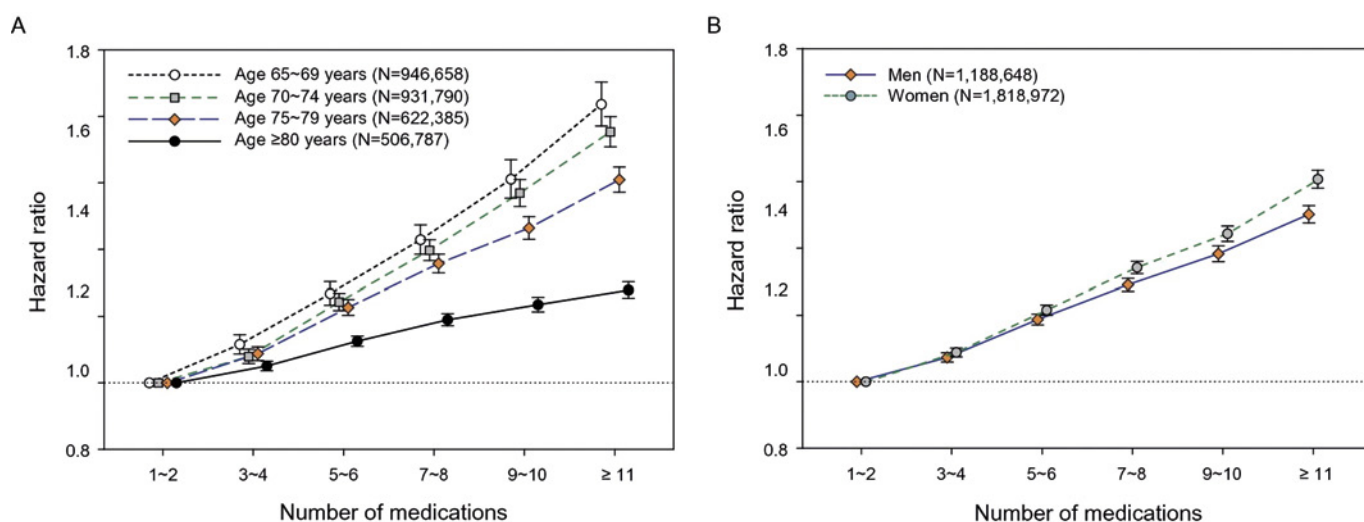 A
1.8
1.6
1.4
1.2
1.0
0.8
Hazard ratio
Age 65~69 years (N=946,658)
Age 70~74 years (N=931,790)
Age 75~79 years (N=622,385)
Age ≥80 years (N=506,787)
1~2
3~4
5~6
7~8
9~10
≥ 11
Number of medications
B
1.8
1.6
1.4
1.2
1.0
0.8
Hazard ratio
Men (N=1,188,648)
Women (N=1,818,972)
1~2
3~4
5~6
7~8
9~10
≥ 11
Number of medications